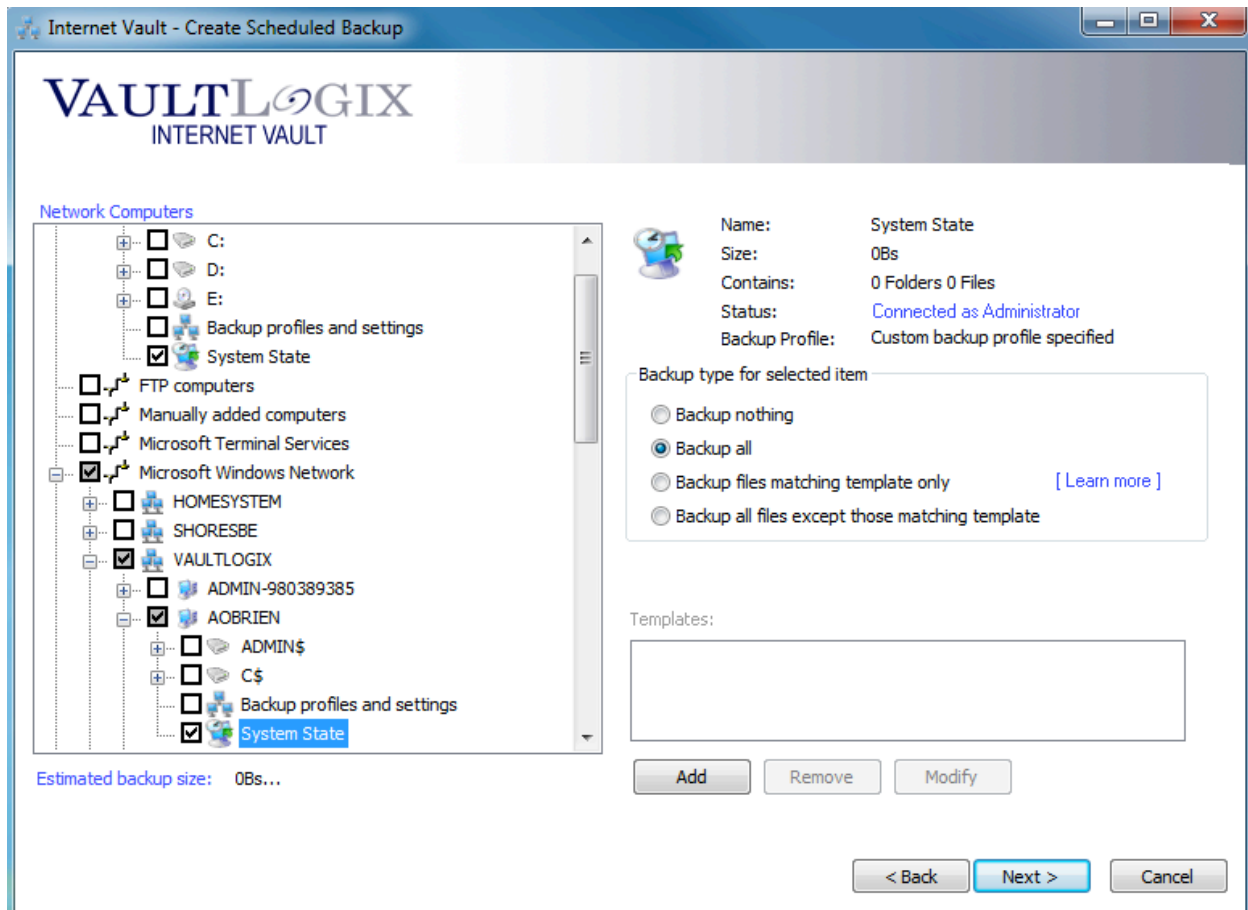 Internet Vault - Create Scheduled Backup
VAULTLOGIX
INTERNET VAULT
Network Computers
C:
D:
E:
Backup profiles and settings
System State
FTP computers
Manually added computers
Microsoft Terminal Services
Microsoft Windows Network
HOMESYSTEM
SHORESBE
VAULTLOGIX
ADMIN-980389385
AOBRIEN
ADMIN$
C$
Backup profiles and settings
System State
Estimated backup size: 0Bs...
Name: System State
Size: 0Bs
Contains: 0 Folders 0 Files
Status: Connected as Administrator
Backup Profile: Custom backup profile specified
Backup type for selected item
Backup nothing
Backup all
Backup files matching template only [ Learn more ]
Backup all files except those matching template
Templates:
Add Remove Modify
< Back Next > Cancel